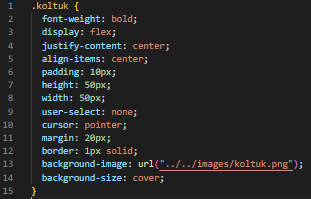 1 .koltuk {
2 font-weight: bold;
3 display: flex;
4 justify-content: center;
5 align-items: center;
6 padding: 10px;
7 height: 50px;
8 width: 50px;
9 user-select: none;
10 cursor: pointer;
11 margin: 20px;
12 border: 1px solid;
13 background-image: url("../../images/koltuk.png");
14 background-size: cover;
15 }